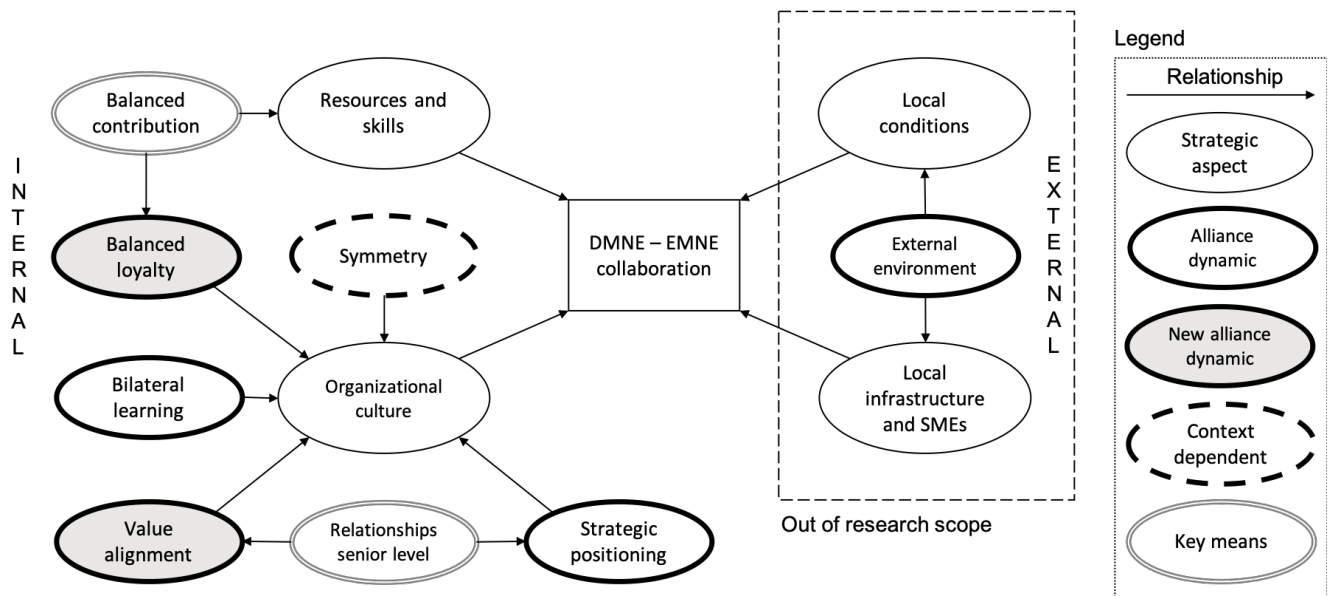 INTERNAL
Balanced
contribution
Resources and
skills
Balanced
loyalty
Symmetry
Bilateral
learning
Organizational
culture
Value
alignment
Relationships
senior level
Strategic
positioning
DMNE – EMNE
collaboration
Local
conditions
External
environment
Local
infrastructure
and SMEs
EXTERNAL
Out of research scope
Legend
Relationship
Strategic
aspect
Alliance
dynamic
New alliance
dynamic
Context
dependent
Key means